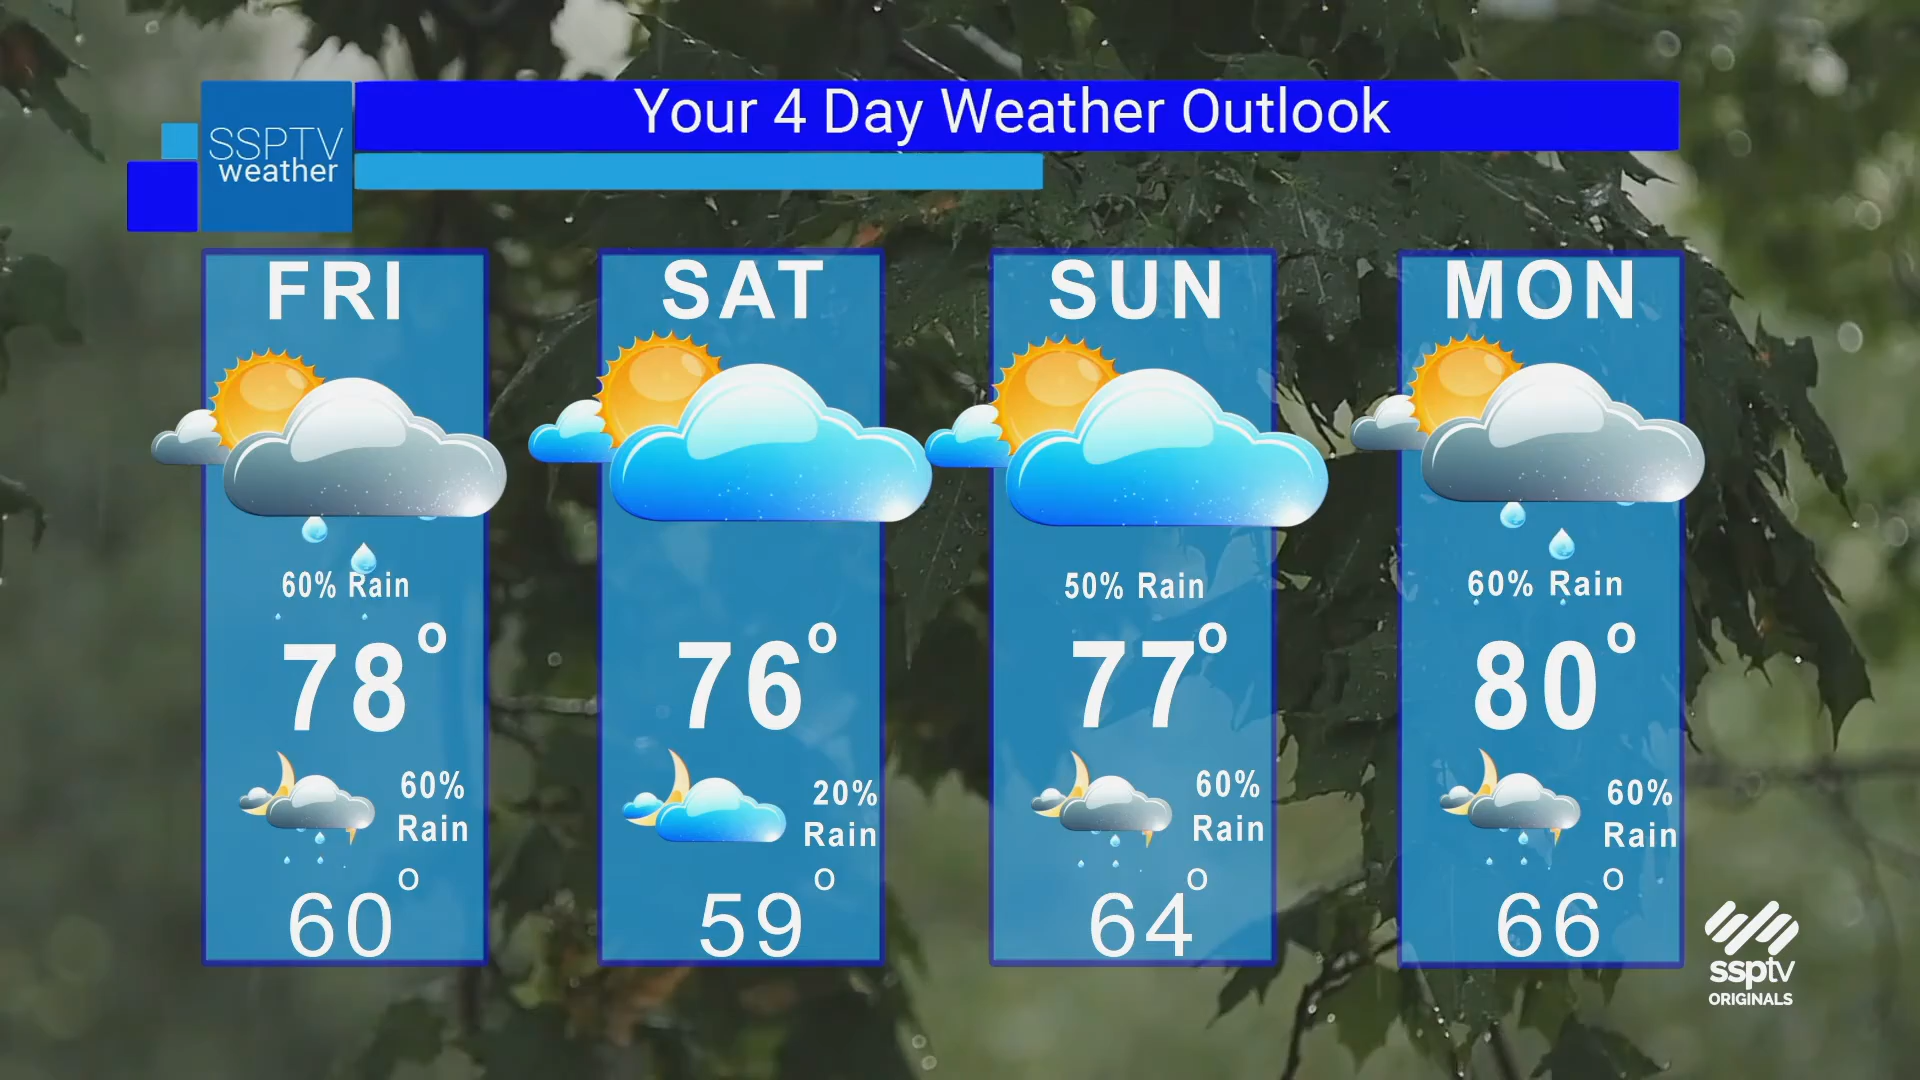 SSPTV
weather
Your 4 Day Weather Outlook
FRI
60% Rain
78°
60%
Rain
60°
SAT
76°
20%
Rain
59°
SUN
50% Rain
77°
60%
Rain
64°
MON
60% Rain
80°
60%
Rain
66°
ssptv
ORIGINALS